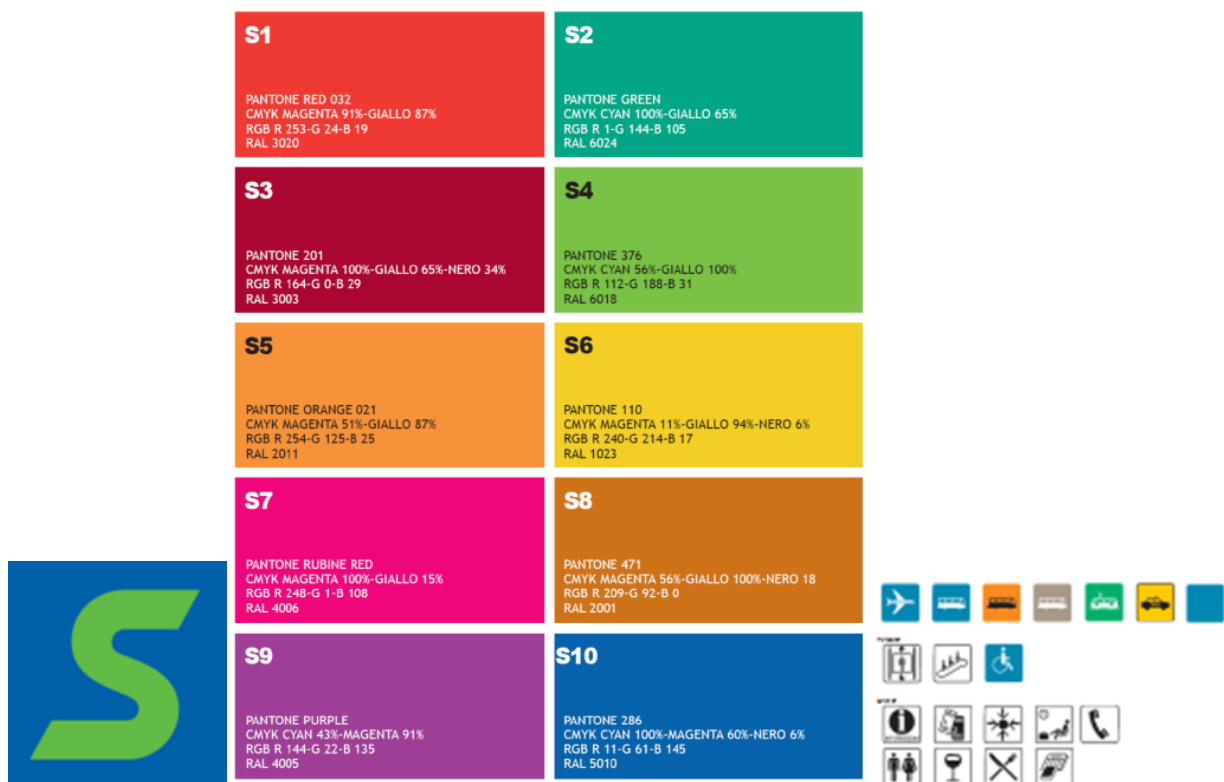 S1
PANTONE RED 032
CMYK MAGENTA 91%-GIALLO 87%
RGB R 253-G 24-B 19
RAL 3020
S2
PANTONE GREEN
CMYK CYAN 100%-GIALLO 65%
RGB R 1-G 144-B 105
RAL 6024
S3
PANTONE 201
CMYK MAGENTA 100%-GIALLO 65%-NERO 34%
RGB R 164-G 0-B 29
RAL 3003
S4
PANTONE 376
CMYK CYAN 56%-GIALLO 100%
RGB R 112-G 188-B 31
RAL 6018
S5
PANTONE ORANGE 021
CMYK MAGENTA 51%-GIALLO 87%
RGB R 254-G 125-B 25
RAL 2011
S6
PANTONE 110
CMYK MAGENTA 11%-GIALLO 94%-NERO 6%
RGB R 240-G 214-B 17
RAL 1023
S7
PANTONE RUBINE RED
CMYK MAGENTA 100%-GIALLO 15%
RGB R 248-G 1-B 108
RAL 4006
S8
PANTONE 471
CMYK MAGENTA 56%-GIALLO 100%-NERO 18
RGB R 209-G 92-B 0
RAL 2001
S
S9
PANTONE PURPLE
CMYK CYAN 43%-MAGENTA 91%
RGB R 144-G 22-B 135
RAL 4005
S10
PANTONE 286
CMYK CYAN 100%-MAGENTA 60%-NERO 6%
RGB R 11-G 61-B 145
RAL 5010